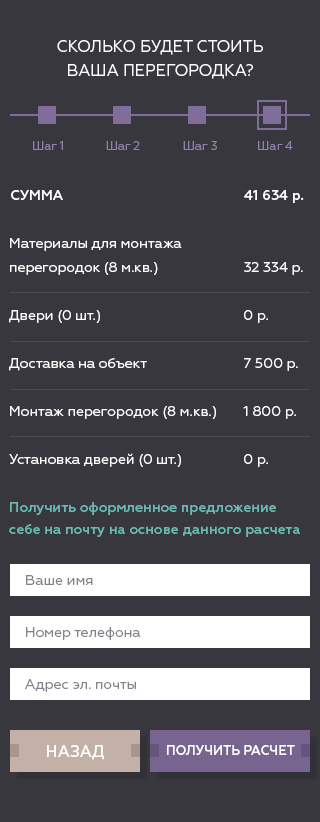 СКОЛЬКО БУДЕТ СТОИТЬ
ВАША ПЕРЕГОРОДКА?
Шаг 1 Шаг 2 Шаг 3 Шаг 4
СУММА 41 634 р.
Материалы для монтажа
перегородок (8 м.кв.) 32 334 р.
Двери (0 шт.) 0 р.
Доставка на объект 7 500 р.
Монтаж перегородок (8 м.кв.) 1 800 р.
Установка дверей (0 шт.) 0 р.
Получить оформленное предложение
себе на почту на основе данного расчета
Ваше имя
Номер телефона
Адрес эл. почты
НАЗАД ПОЛУЧИТЬ РАСЧЕТ